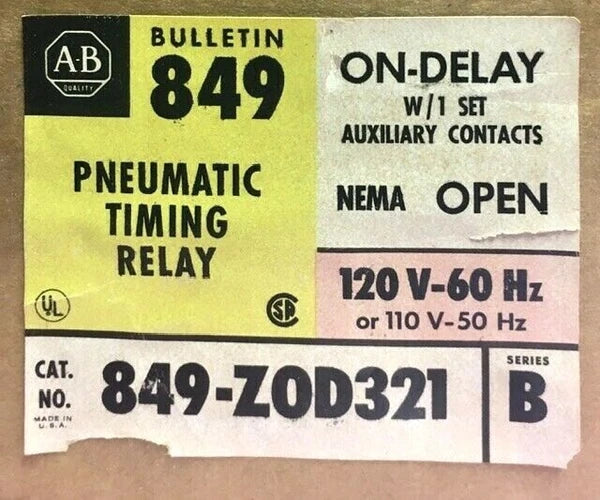 A-B
QUALITY
BULLETIN
849
PNEUMATIC
TIMING
RELAY
UL
SA
ON-DELAY
W/1 SET
AUXILIARY CONTACTS
NEMA OPEN
120 V-60 Hz
or 110 V-50 Hz
CAT.
NO.
849-ZOD321
MADE IN
U.S.A.
SERIES
B